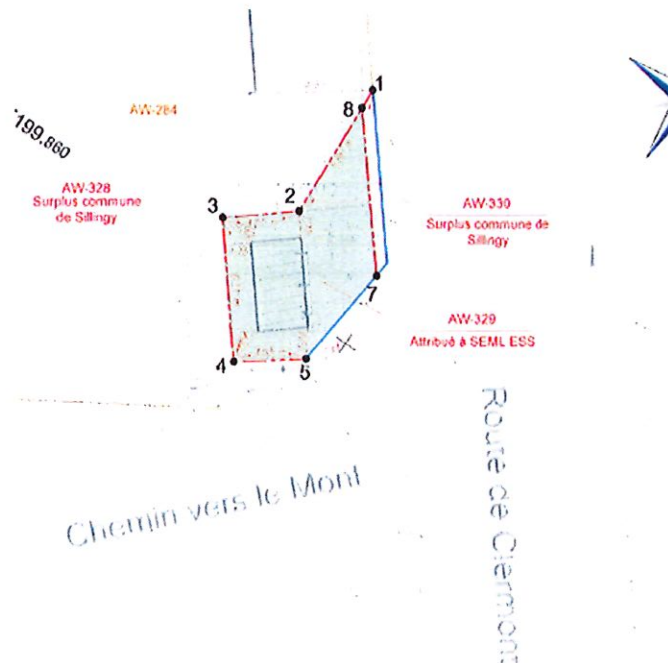 1
8
AW-284
199.860
AW-328
Surplus commune
de Sillingy
3
2
AW-330
Surplus commune de
Sillingy
7
AW-329
Attribué à SEML ESS
4
5
Chemin vers le Mont
Route de Clermont